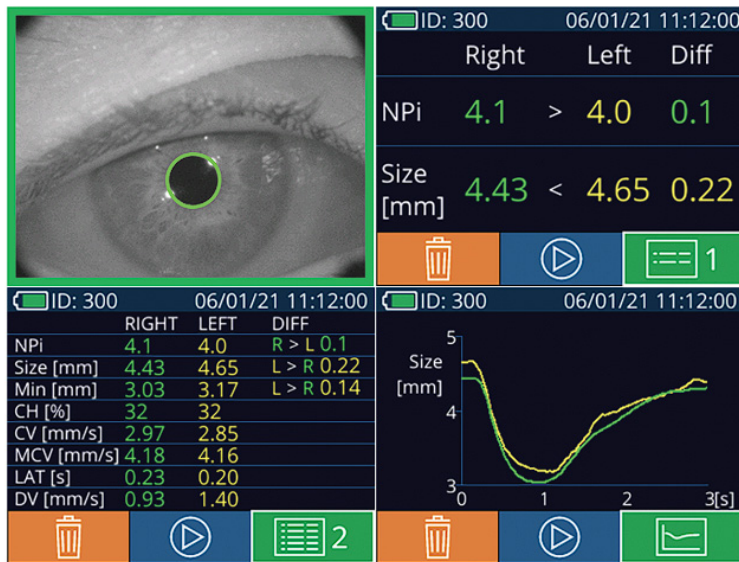 ID: 300 06/01/21 11:12:00
Right Left Diff
NPi 4.1 > 4.0 0.1
Size [mm] 4.43 < 4.65 0.22
1
ID: 300 06/01/21 11:12:00
RIGHT LEFT DIFF
NPi 4.1 4.0 R > L 0.1
Size [mm] 4.43 4.65 L > R 0.22
Min [mm] 3.03 3.17 L > R 0.14
CH [%] 32 32
CV [mm/s] 2.97 2.85
MCV [mm/s] 4.18 4.16
LAT [s] 0.23 0.20
DV [mm/s] 0.93 1.40
2
ID: 300 06/01/21 11:12:00
5
Size
[mm]
4
3
0 1 2 3[s]